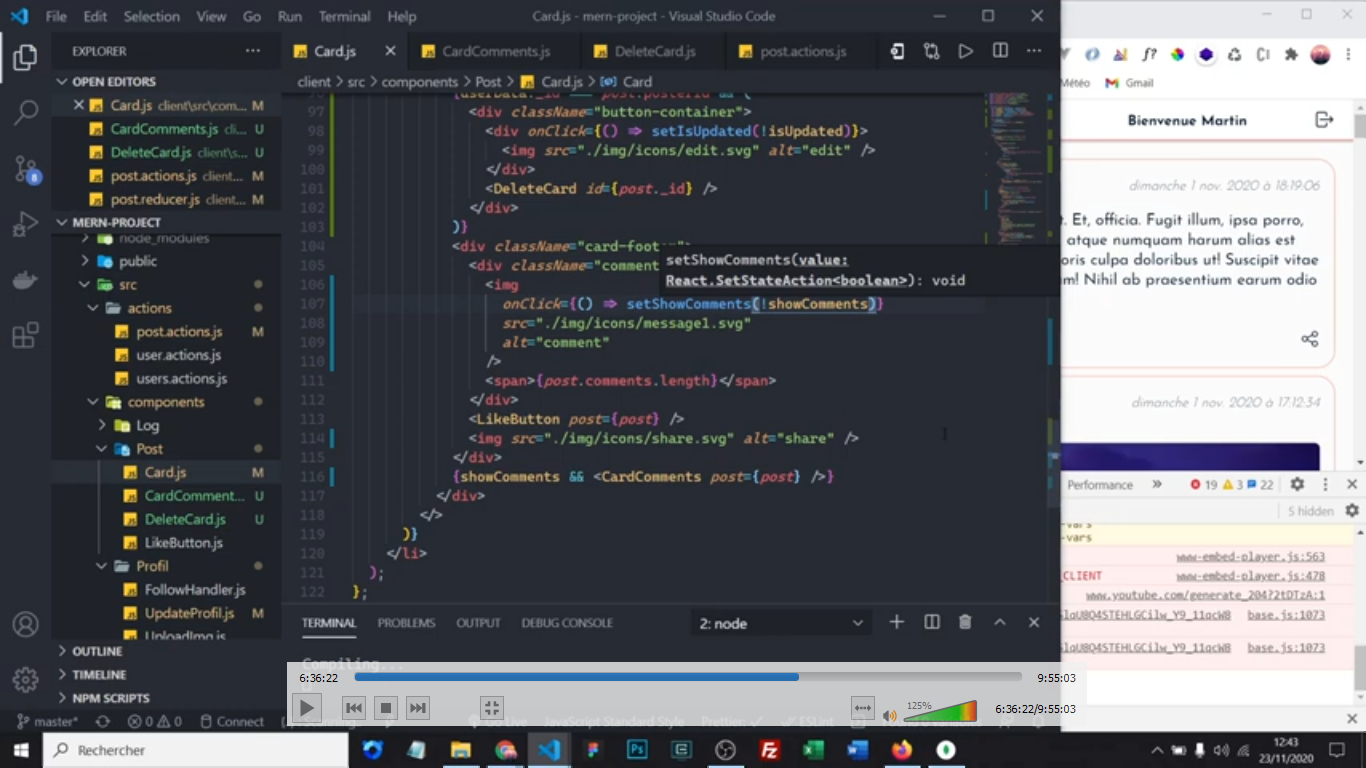 File Edit Selection View Go Run Terminal Help
Card.js - mern-project - Visual Studio Code
EXPLORER
OPEN EDITORS
Card.js client\src\com... M
CardComments.js cli... U
DeleteCard.js client\s... U
post.actions.js client... M
post.reducer.js client... M
MERN-PROJECT
node_modules
public
src
actions
post.actions.js M
user.actions.js
users.actions.js
components
Log
Post
Card.js M
CardComment... U
DeleteCard.js U
LikeButton.js
Profil
FollowHandler.js
UpdateProfil.js M
UploadImg.js
OUTLINE
TIMELINE
NPM SCRIPTS
master*
8
0 0
Connect
Card.js
CardComments.js
DeleteCard.js
post.actions.js
client > src > components > Post > Card.js > Card
97 <div className="button-container">
98 <div onClick={() => setIsUpdated(!isUpdated)}>
99 <img src="./img/icons/edit.svg" alt="edit" />
100 </div>
101 <DeleteCard id={post._id} />
102 </div>
103 )}
104 <div className="card-footer">
105 <div className="comment
setShowComments(value:
React.SetStateAction<boolean>): void
106 <img
107 onClick={() => setShowComments(!showComments)}
108 src="./img/icons/message1.svg"
109 alt="comment"
110 />
111 <span>{post.comments.length}</span>
112 </div>
113 <LikeButton post={post} />
114 <img src="./img/icons/share.svg" alt="share" />
115 </div>
116 {showComments && <CardComments post={post} />}
117 </div>
118 </>
119 )}
120 </li>
121 );
122 };
TERMINAL PROBLEMS OUTPUT DEBUG CONSOLE
2: node
Compiling...
6:36:22
9:55:03
125%
6:36:22/9:55:03
Go Live
JavaScript Standard Style
Prettier
ESLint
Météo
Gmail
Bienvenue Martin
dimanche 1 nov. 2020 à 18:19:06
t. Et, officia. Fugit illum, ipsa porro,
atque numquam harum alias est
oris culpa doloribus ut! Suscipit vitae
m! Nihil ab praesentium earum odio
dimanche 1 nov. 2020 à 17:12:34
Performance
19 3 22
5 hidden
-vars
-vars
www-embed-player.js:563
_CLIENT www-embed-player.js:478
www.youtube.com/generate_204?2tDTzA:1
base.js:1073
base.js:1073
Rechercher
12:43
23/11/2020